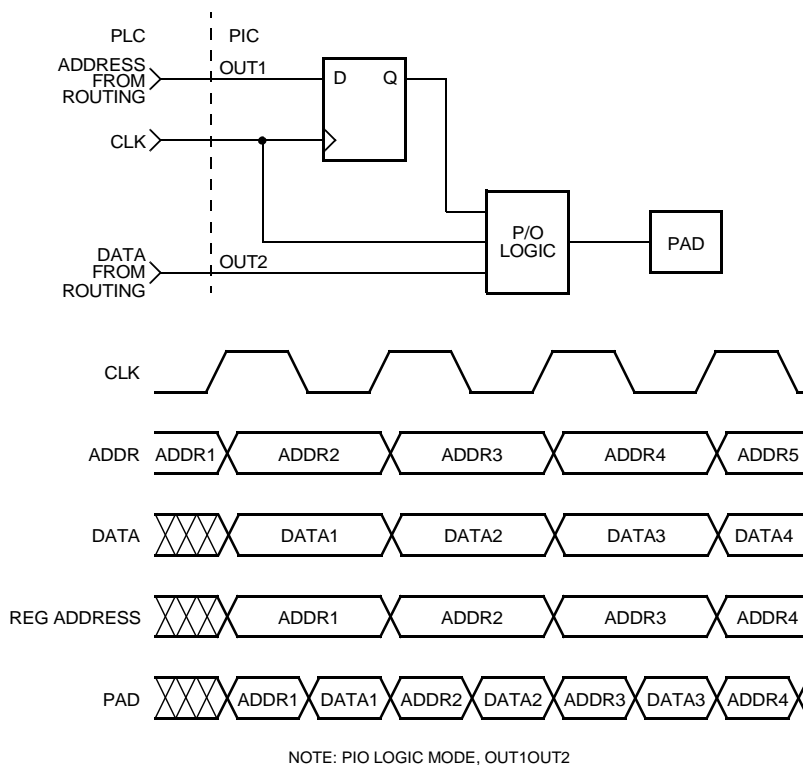 PLC PIC
ADDRESS
FROM
ROUTING
OUT1
D Q
CLK
DATA
FROM
ROUTING
OUT2
P/O
LOGIC
PAD
CLK
ADDR ADDR1 ADDR2 ADDR3 ADDR4 ADDR5
DATA DATA1 DATA2 DATA3 DATA4
REG ADDRESS ADDR1 ADDR2 ADDR3 ADDR4
PAD ADDR1 DATA1 ADDR2 DATA2 ADDR3 DATA3 ADDR4
NOTE: PIO LOGIC MODE, OUT1OUT2